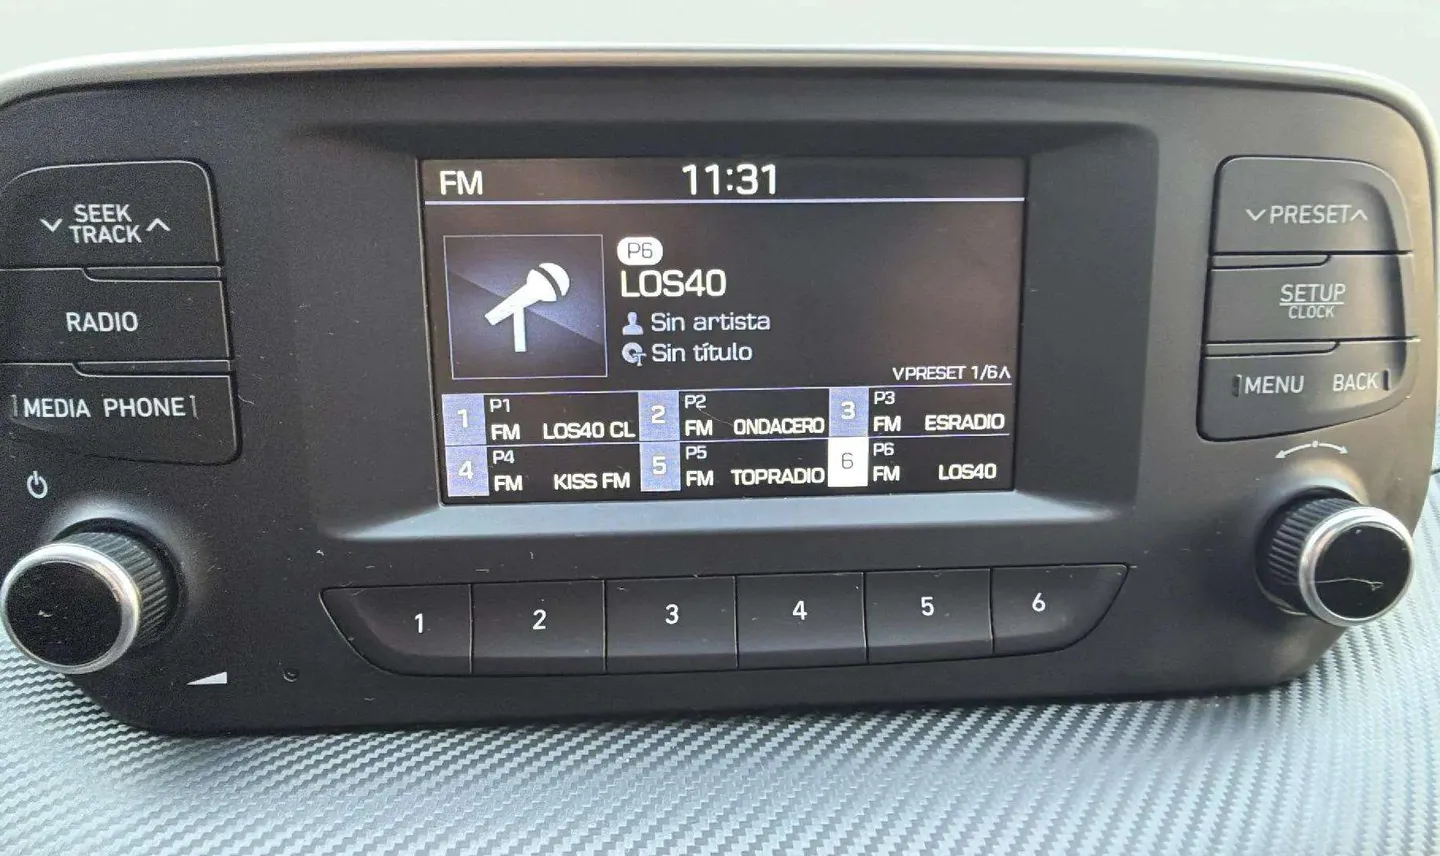 FM 11:31
P6
LOS40
Sin artista
Sin título
∨PRESET 1/6∧
1 P1 FM LOS40 CL
2 P2 FM ONDACERO
3 P3 FM ESRADIO
4 P4 FM KISS FM
5 P5 FM TOPRADIO
6 P6 FM LOS40
∨ SEEK ∧
TRACK
RADIO
MEDIA PHONE
∨PRESET∧
SETUP
CLOCK
MENU BACK
1 2 3 4 5 6